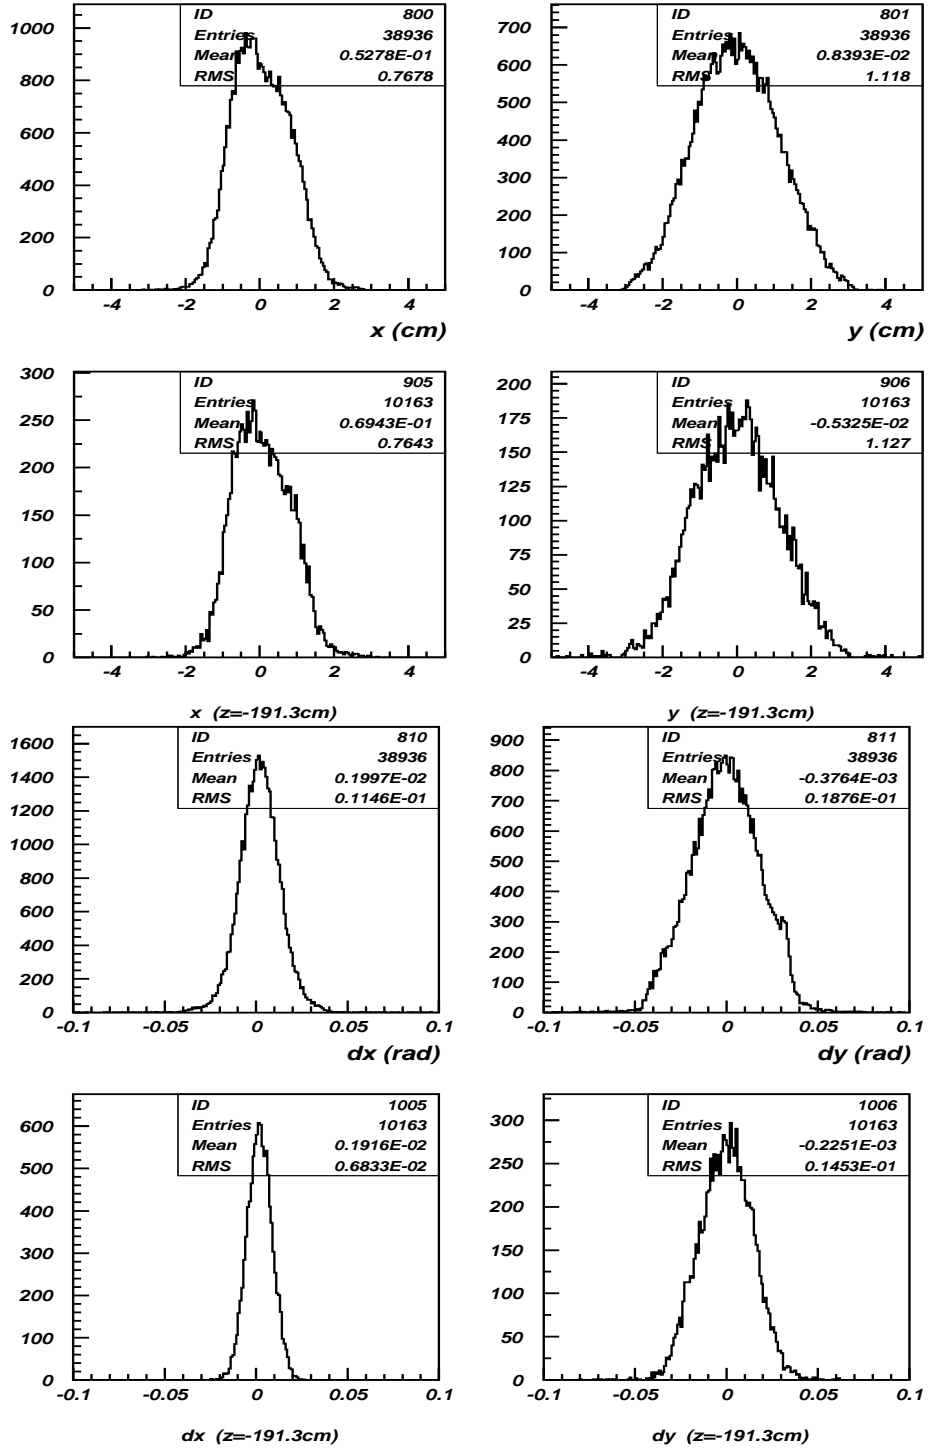 ID 800
Entries 38936
Mean 0.5278E-01
RMS 0.7678
1000
800
600
400
200
0
-4 -2 0 2 4
x (cm)
ID 801
Entries 38936
Mean 0.8393E-02
RMS 1.118
700
600
500
400
300
200
100
0
-4 -2 0 2 4
y (cm)
ID 905
Entries 10163
Mean 0.6943E-01
RMS 0.7643
300
250
200
150
100
50
0
-4 -2 0 2 4
x (z=-191.3cm)
ID 906
Entries 10163
Mean -0.5325E-02
RMS 1.127
200
175
150
125
100
75
50
25
0
-4 -2 0 2 4
y (z=-191.3cm)
ID 810
Entries 38936
Mean 0.1997E-02
RMS 0.1146E-01
1600
1400
1200
1000
800
600
400
200
0
-0.1 -0.05 0 0.05 0.1
dx (rad)
ID 811
Entries 38936
Mean -0.3764E-03
RMS 0.1876E-01
900
800
700
600
500
400
300
200
100
0
-0.1 -0.05 0 0.05 0.1
dy (rad)
ID 1005
Entries 10163
Mean 0.1916E-02
RMS 0.6833E-02
600
500
400
300
200
100
0
-0.1 -0.05 0 0.05 0.1
dx (z=-191.3cm)
ID 1006
Entries 10163
Mean -0.2251E-03
RMS 0.1453E-01
300
250
200
150
100
50
0
-0.1 -0.05 0 0.05 0.1
dy (z=-191.3cm)